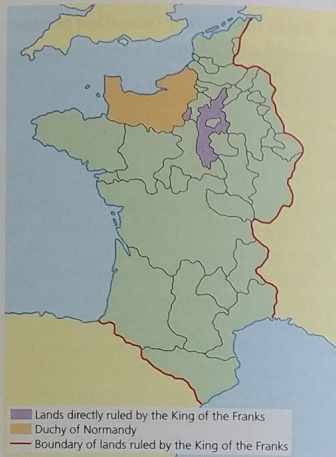 Lands directly ruled by the King of the Franks
Duchy of Normandy
Boundary of lands ruled by the King of the Franks